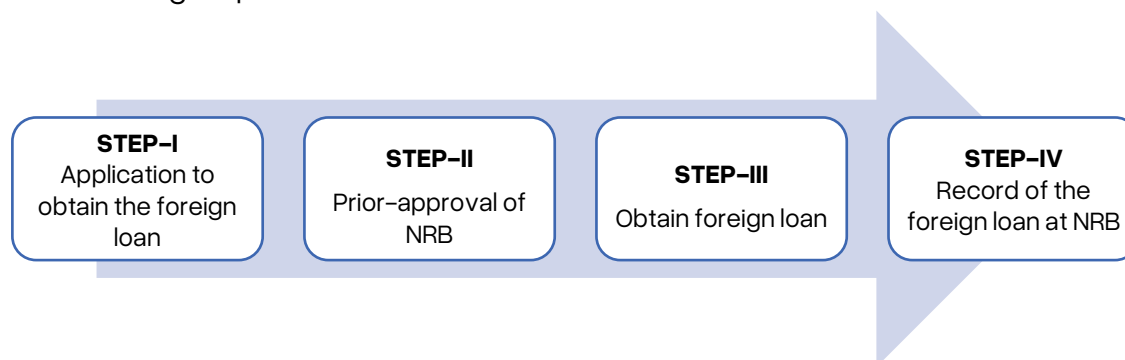 STEP–I
Application to
obtain the foreign
loan
STEP–II
Prior–approval of
NRB
STEP–III
Obtain foreign loan
STEP–IV
Record of the
foreign loan at NRB